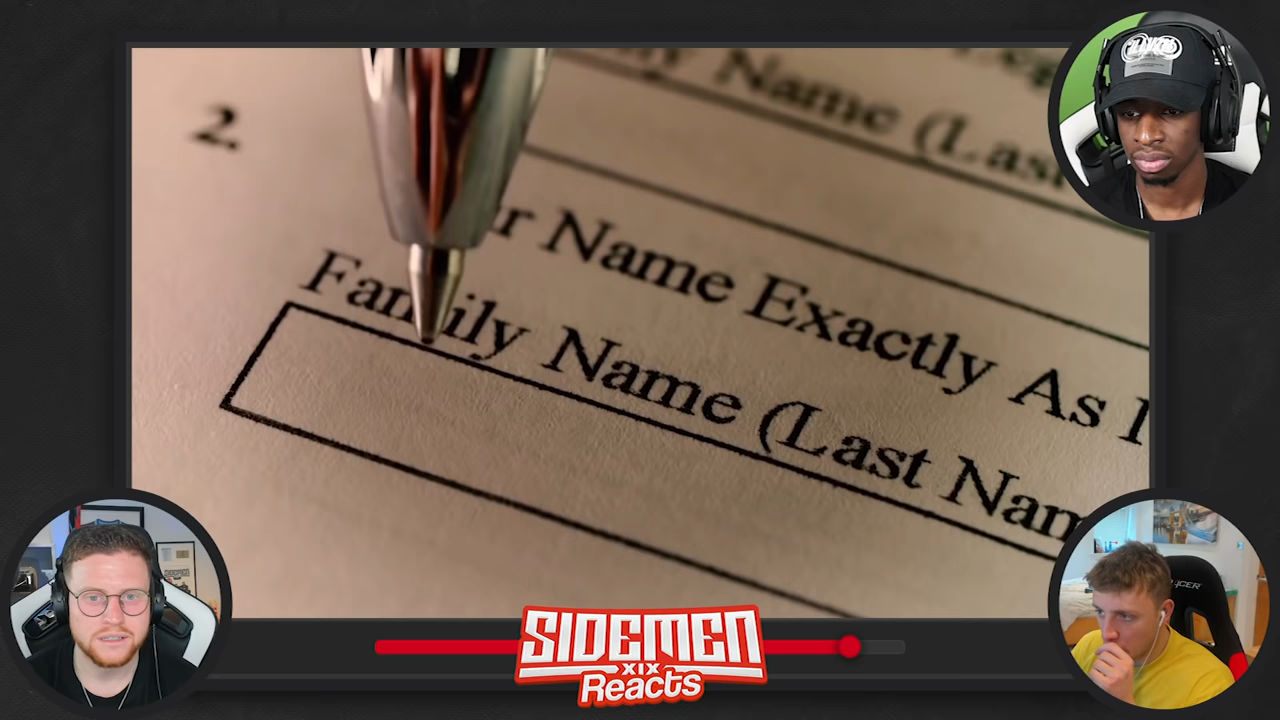 Name (Last
2.
r Name Exactly As
Family Name (Last Nam
SIDEMEN
XIX
Reacts